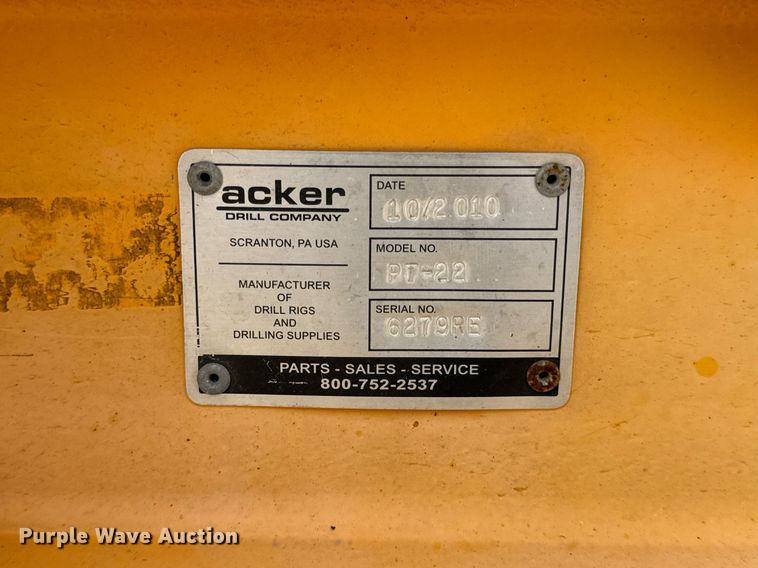 acker
DRILL COMPANY
SCRANTON, PA USA
MANUFACTURER
OF
DRILL RIGS
AND
DRILLING SUPPLIES
DATE
10/2010
MODEL NO.
PT-22
SERIAL NO.
6279RE
PARTS - SALES - SERVICE
800-752-2537
Purple Wave Auction